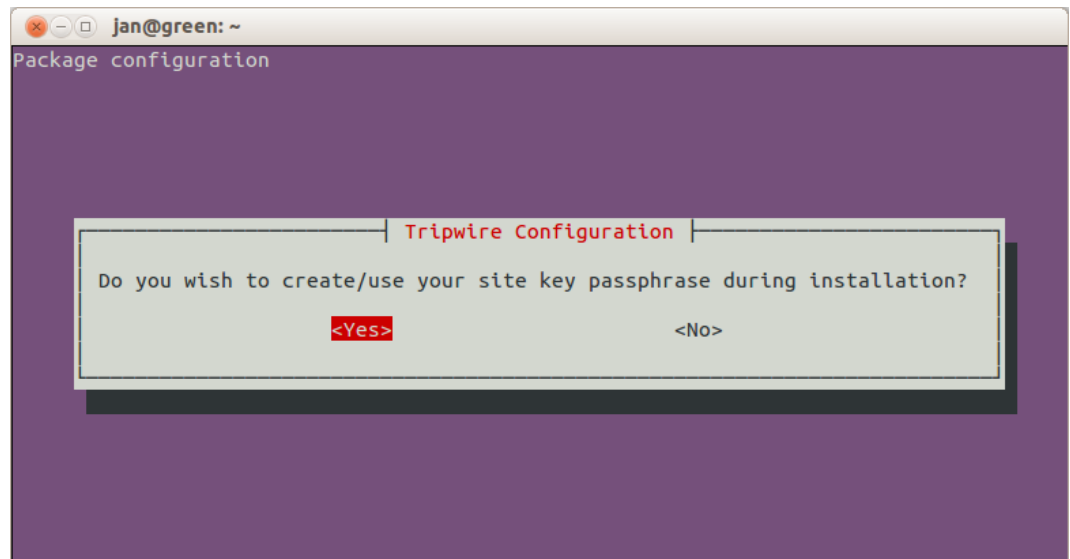 jan@green: ~
Package configuration
Tripwire Configuration
Do you wish to create/use your site key passphrase during installation?
<Yes> <No>